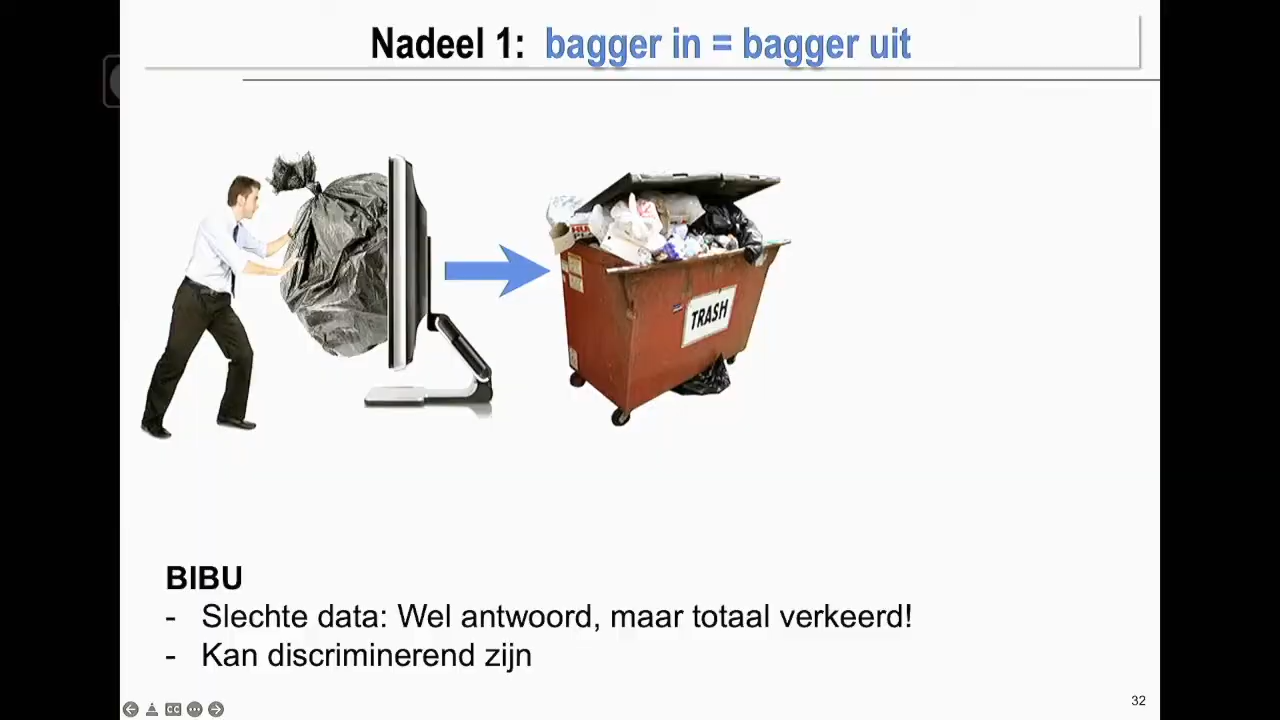 Nadeel 1: bagger in = bagger uit
TRASH
BIBU
- Slechte data: Wel antwoord, maar totaal verkeerd!
- Kan discriminerend zijn
32
CC